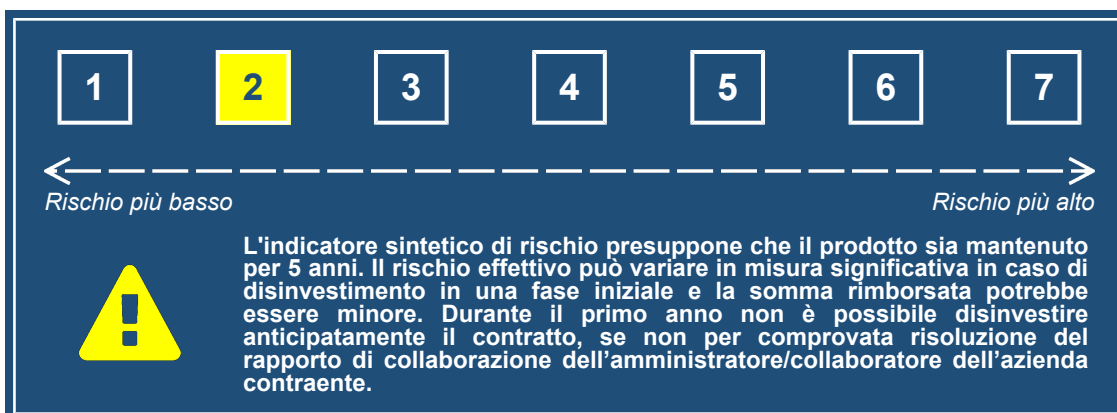 1 2 3 4 5 6 7
Rischio più basso Rischio più alto
L'indicatore sintetico di rischio presuppone che il prodotto sia mantenuto
per 5 anni. Il rischio effettivo può variare in misura significativa in caso di
disinvestimento in una fase iniziale e la somma rimborsata potrebbe
essere minore. Durante il primo anno non è possibile disinvestire
anticipatamente il contratto, se non per comprovata risoluzione del
rapporto di collaborazione dell’amministratore/collaboratore dell’azienda
contraente.